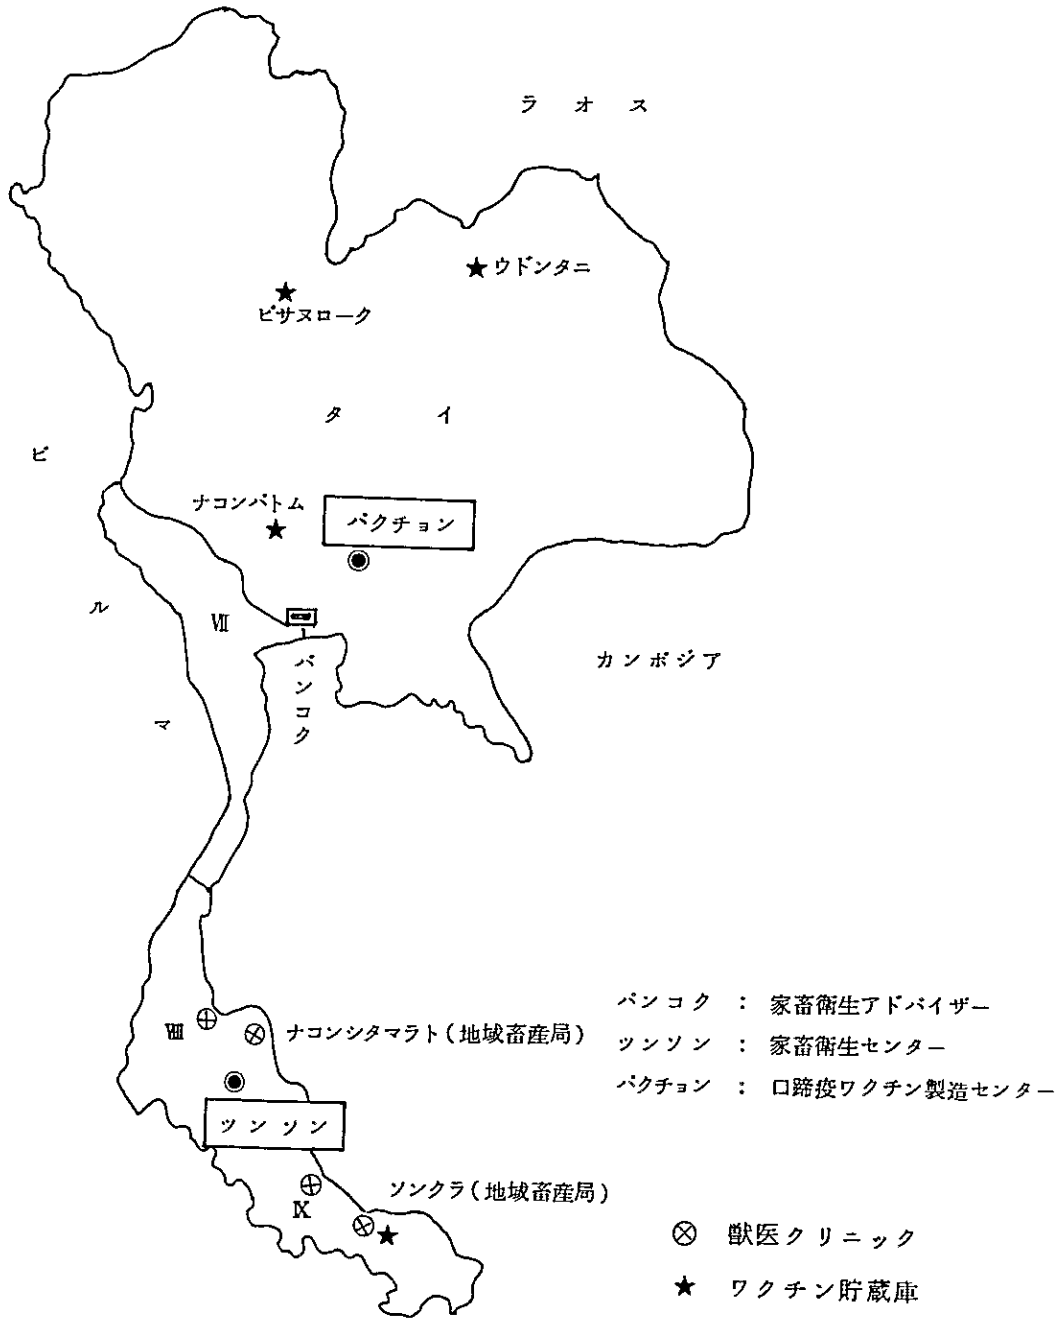 ラオス
★ウドンタニ
★
ピサヌローク
タイ
ビルマ
ナコンパトム
★
パクチョン
Ⅶ
バンコク
カンボジア
Ⅷ
ナコンシタマラト(地域畜産局)
ツンソン
ソンクラ(地域畜産局)
Ⅸ
★
バンコク : 家畜衛生アドバイザー
ツンソン : 家畜衛生センター
パクチョン : 口蹄疫ワクチン製造センター
⊗ 獣医クリニック
★ ワクチン貯蔵庫